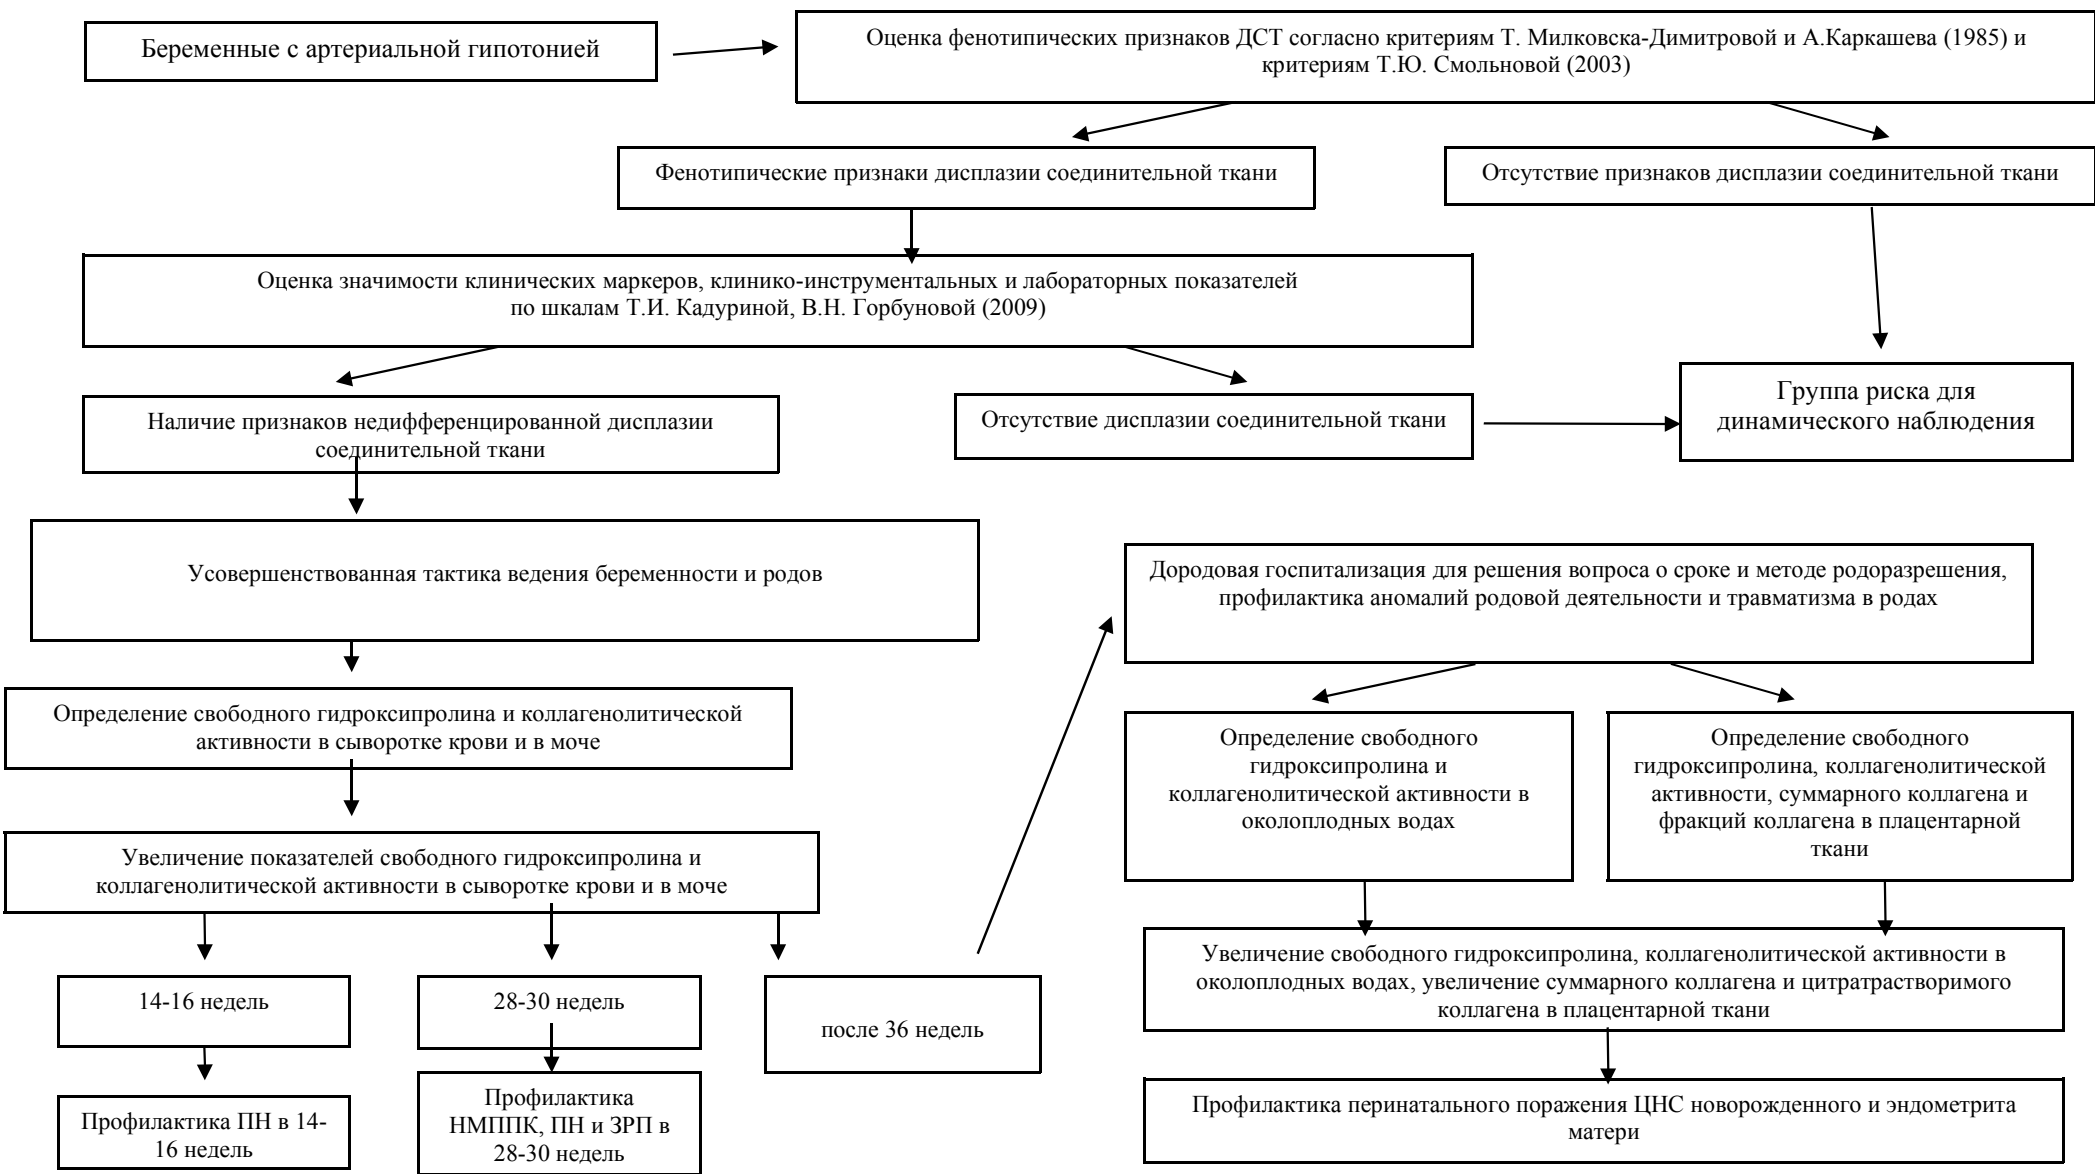 Беременные с артериальной гипотонией
Оценка фенотипических признаков ДСТ согласно критериям Т. Милковска-Димитровой и А.Каркашева (1985) и
критериям Т.Ю. Смольновой (2003)
Фенотипические признаки дисплазии соединительной ткани
Отсутствие признаков дисплазии соединительной ткани
Оценка значимости клинических маркеров, клинико-инструментальных и лабораторных показателей
по шкалам Т.И. Кадуриной, В.Н. Горбуновой (2009)
Наличие признаков недифференцированной дисплазии
соединительной ткани
Отсутствие дисплазии соединительной ткани
Группа риска для
динамического наблюдения
Усовершенствованная тактика ведения беременности и родов
Определение свободного гидроксипролина и коллагенолитической
активности в сыворотке крови и в моче
Увеличение показателей свободного гидроксипролина и
коллагенолитической активности в сыворотке крови и в моче
14-16 недель
28-30 недель
после 36 недель
Профилактика ПН в 14-
16 недель
Профилактика
НМППК, ПН и ЗРП в
28-30 недель
Дородовая госпитализация для решения вопроса о сроке и методе родоразрешения,
профилактика аномалий родовой деятельности и травматизма в родах
Определение свободного
гидроксипролина и
коллагенолитической активности в
околоплодных водах
Определение свободного
гидроксипролина, коллагенолитической
активности, суммарного коллагена и
фракций коллагена в плацентарной
ткани
Увеличение свободного гидроксипролина, коллагенолитической активности в
околоплодных водах, увеличение суммарного коллагена и цитратрастворимого
коллагена в плацентарной ткани
Профилактика перинатального поражения ЦНС новорожденного и эндометрита
матери